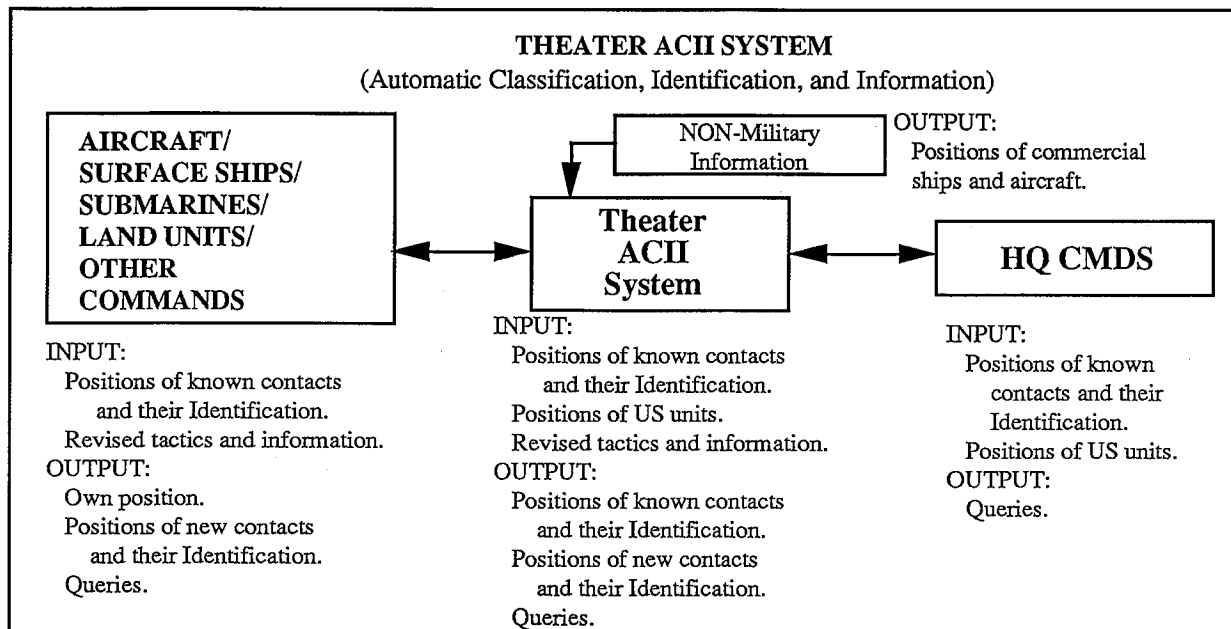 THEATER ACII SYSTEM
(Automatic Classification, Identification, and Information)
AIRCRAFT/
SURFACE SHIPS/
SUBMARINES/
LAND UNITS/
OTHER
COMMANDS
INPUT:
Positions of known contacts
and their Identification.
Revised tactics and information.
OUTPUT:
Own position.
Positions of new contacts
and their Identification.
Queries.
NON-Military
Information
OUTPUT:
Positions of commercial
ships and aircraft.
Theater
ACII
System
INPUT:
Positions of known contacts
and their Identification.
Positions of US units.
Revised tactics and information.
OUTPUT:
Positions of known contacts
and their Identification.
Positions of new contacts
and their Identification.
Queries.
HQ CMDS
INPUT:
Positions of known
contacts and their
Identification.
Positions of US units.
OUTPUT:
Queries.